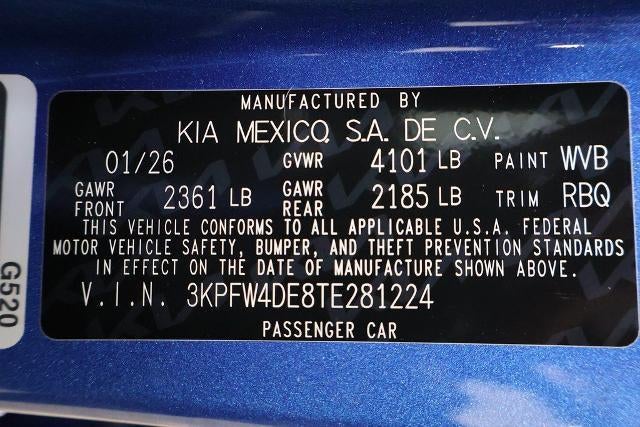 MANUFACTURED BY
KIA MEXICO, S.A. DE C.V.
01/26 GVWR 4101 LB PAINT WVB
GAWR FRONT 2361 LB GAWR REAR 2185 LB TRIM RBQ
THIS VEHICLE CONFORMS TO ALL APPLICABLE U.S.A. FEDERAL
MOTOR VEHICLE SAFETY, BUMPER, AND THEFT PREVENTION STANDARDS
IN EFFECT ON THE DATE OF MANUFACTURE SHOWN ABOVE.
V.I.N. 3KPFW4DE8TE281224
PASSENGER CAR
G520